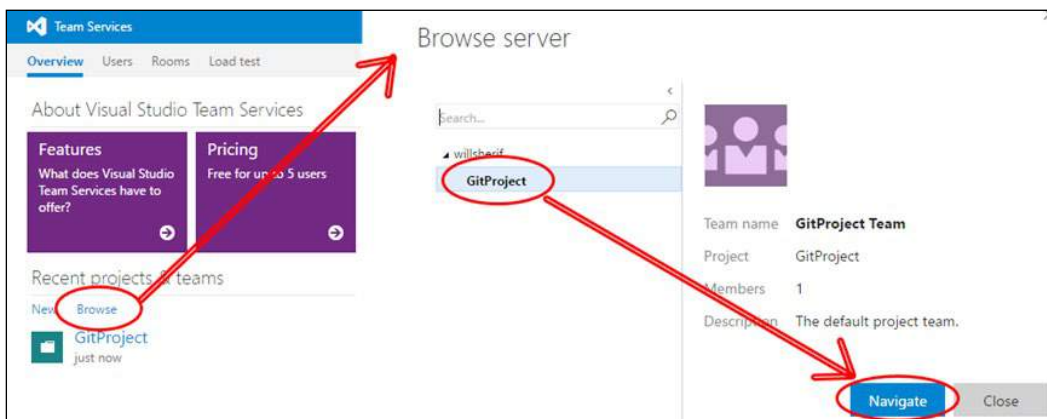 Team Services
Overview Users Rooms Load test
About Visual Studio Team Services
Features
What does Visual Studio
Team Services have to
offer?
Pricing
Free for up to 5 users
Recent projects & teams
New Browse
GitProject
just now
Browse server
Search...
willsherif
GitProject
Team name GitProject Team
Project GitProject
Members 1
Description The default project team.
Navigate Close